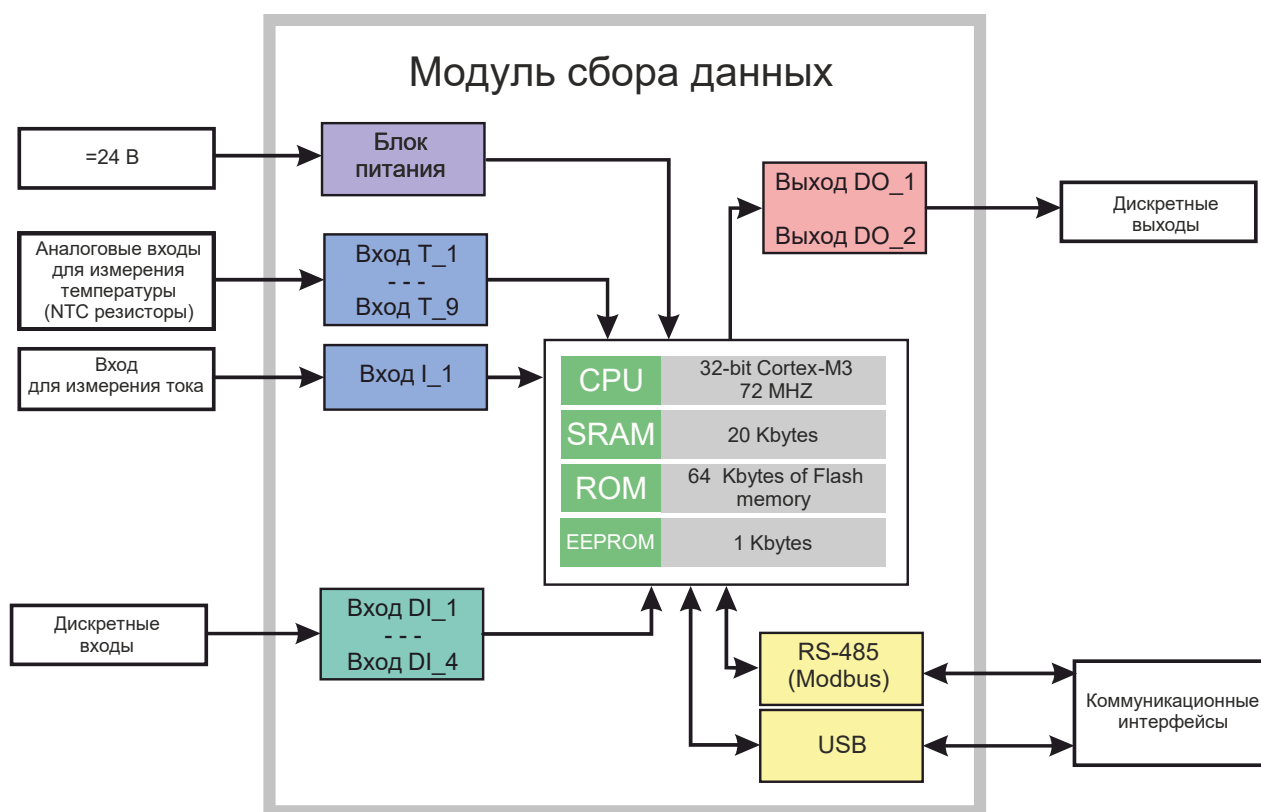 Модуль сбора данных
=24 В
Блок
питания
Выход DO_1
Выход DO_2
Дискретные
выходы
Аналоговые входы
для измерения
температуры
(NTC резисторы)
Вход T_1
- - -
Вход T_9
Вход
для измерения тока
Вход I_1
CPU
32-bit Cortex-M3
72 MHZ
SRAM
20 Kbytes
ROM
64 Kbytes of Flash
memory
EEPROM
1 Kbytes
Дискретные
входы
Вход DI_1
- - -
Вход DI_4
RS-485
(Modbus)
USB
Коммуникационные
интерфейсы